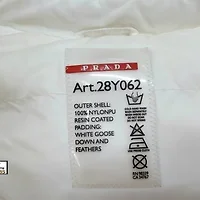 PRADA
Art.28Y062
OUTER SHELL:
100% NYLONPU
RESIN COATED
PADDING:
WHITE GOOSE
DOWN AND
FEATHERS